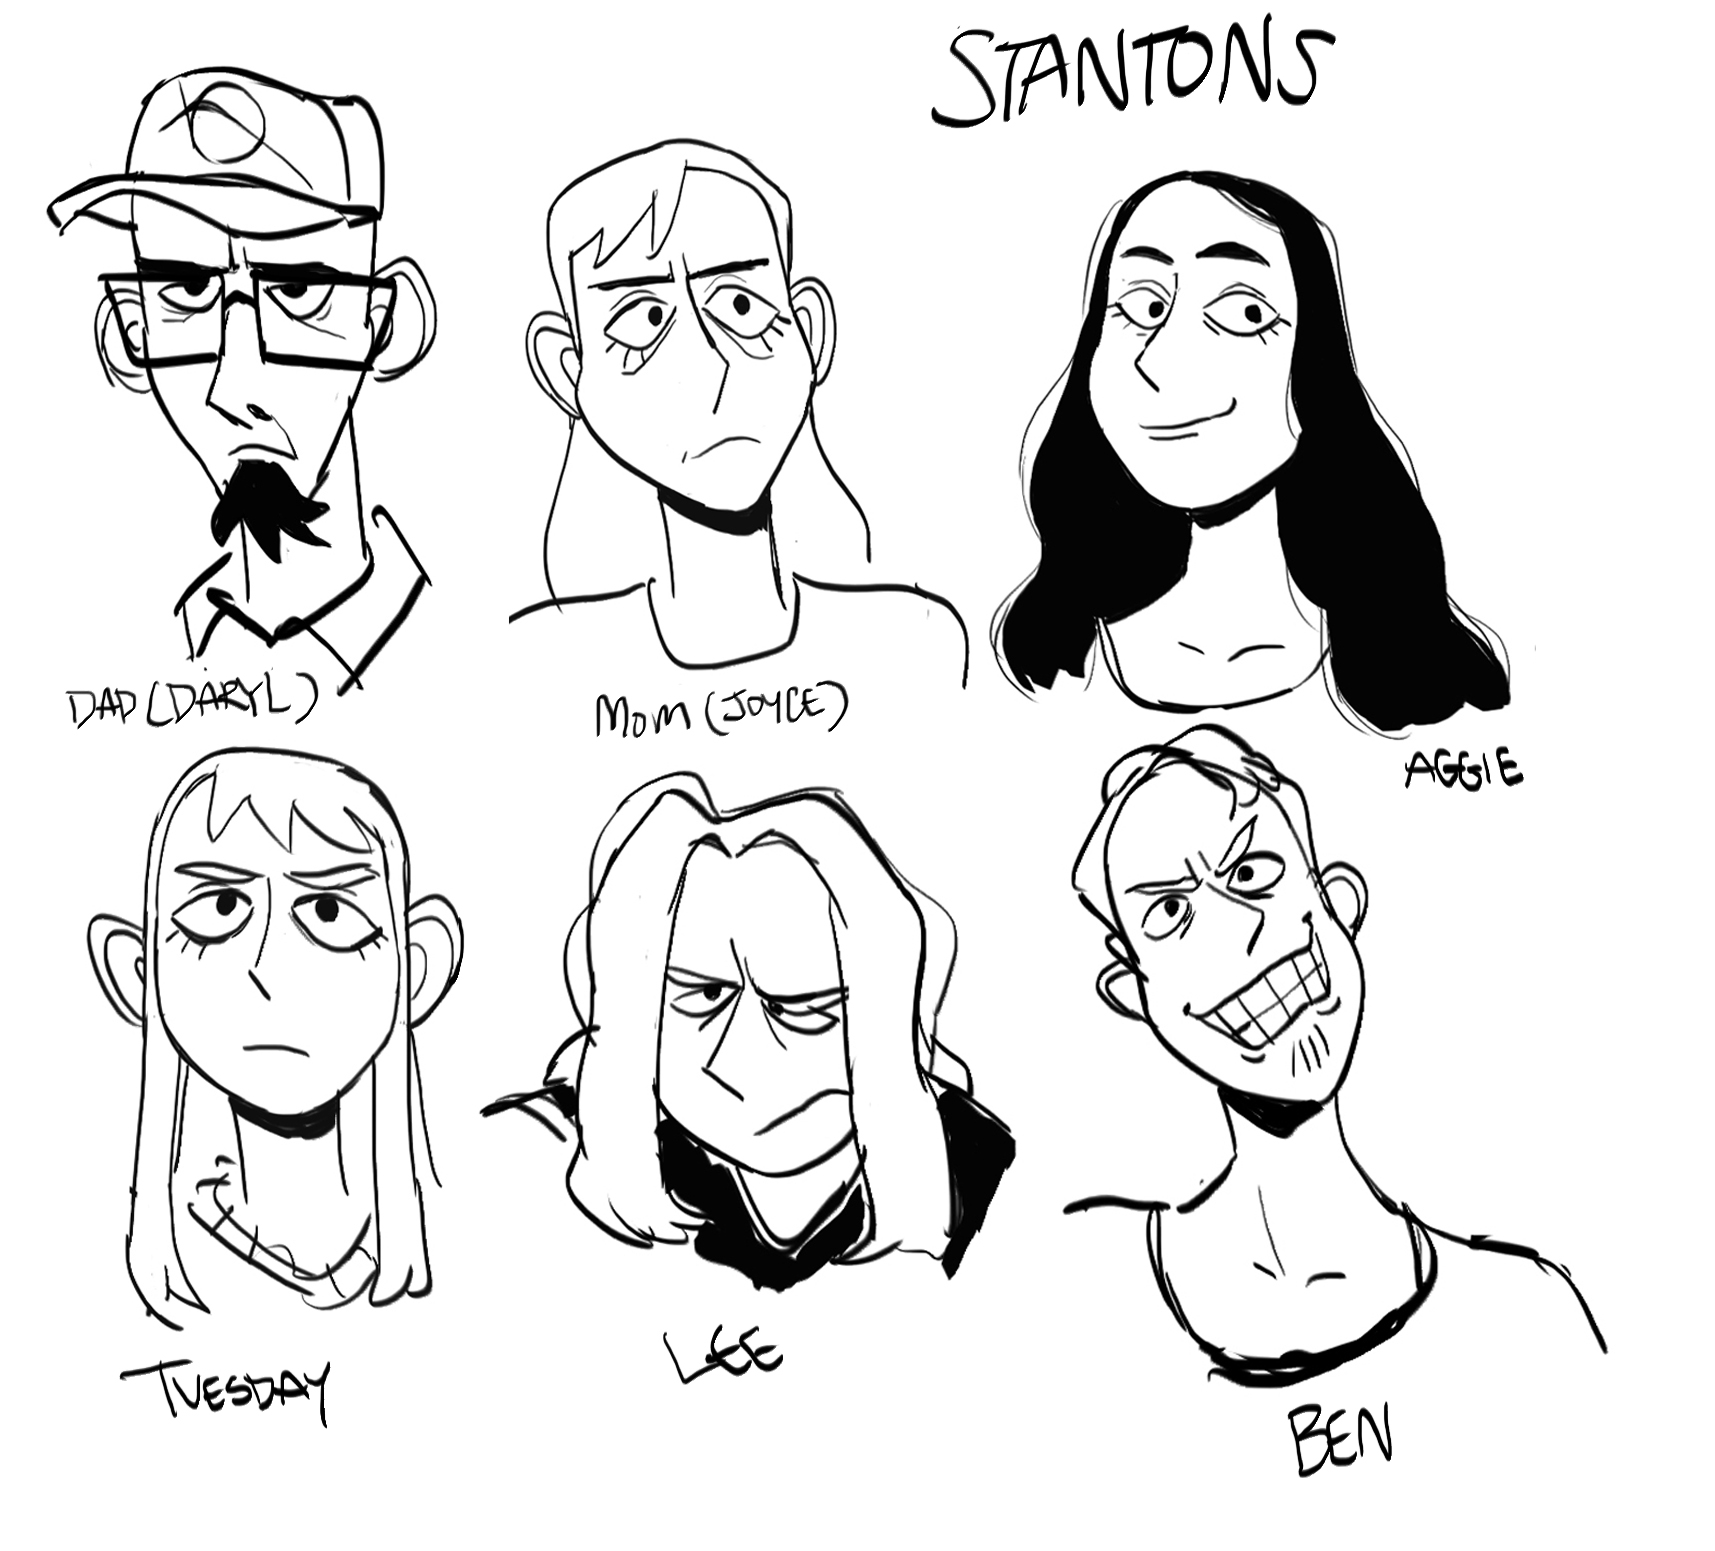 STANTONS
DAD (DARYL)
MOM (JOYCE)
AGGIE
TUESDAY
LEE
BEN